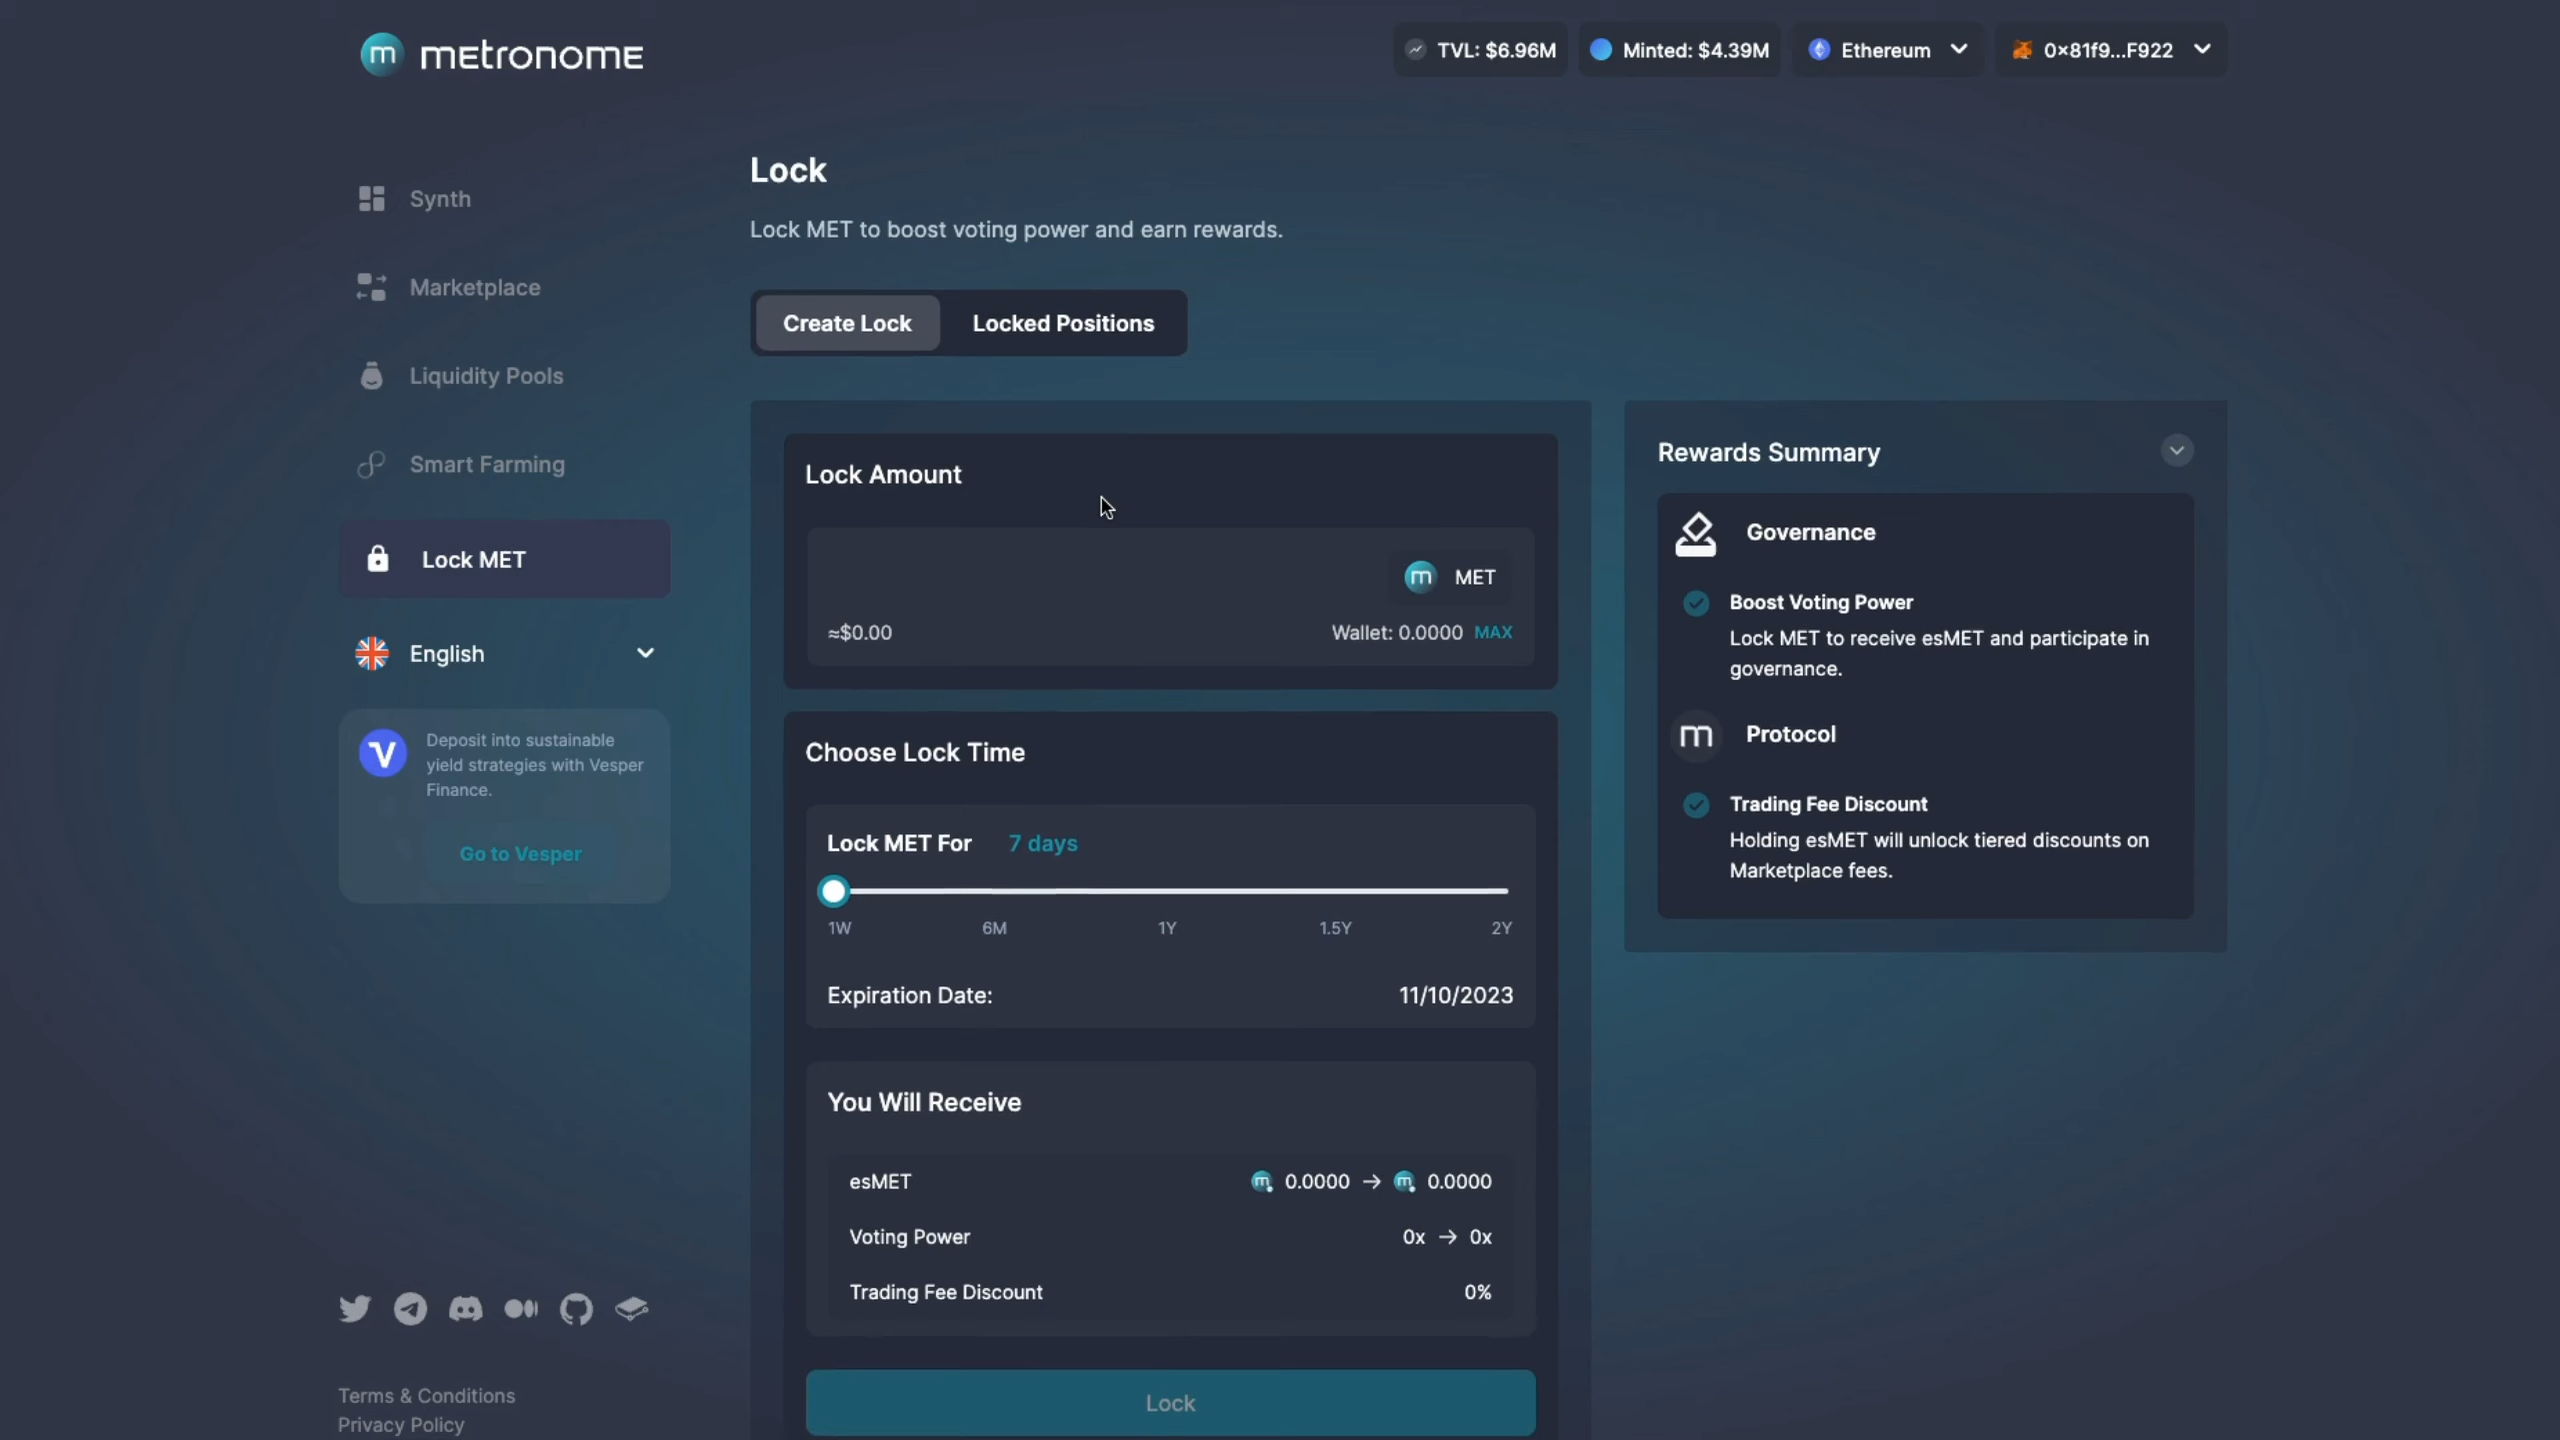 metronome
TVL: $6.96M
Minted: $4.39M
Ethereum
0x81f9...F922
Synth
Marketplace
Liquidity Pools
Smart Farming
Lock MET
English
Deposit into sustainable
yield strategies with Vesper
Finance.
Go to Vesper
Terms & Conditions
Privacy Policy
Lock
Lock MET to boost voting power and earn rewards.
Create Lock
Locked Positions
Lock Amount
MET
≈$0.00
Wallet: 0.0000 MAX
Choose Lock Time
Lock MET For 7 days
1W 6M 1Y 1.5Y 2Y
Expiration Date: 11/10/2023
You Will Receive
esMET 0.0000 → 0.0000
Voting Power 0x → 0x
Trading Fee Discount 0%
Lock
Rewards Summary
Governance
Boost Voting Power
Lock MET to receive esMET and participate in
governance.
Protocol
Trading Fee Discount
Holding esMET will unlock tiered discounts on
Marketplace fees.